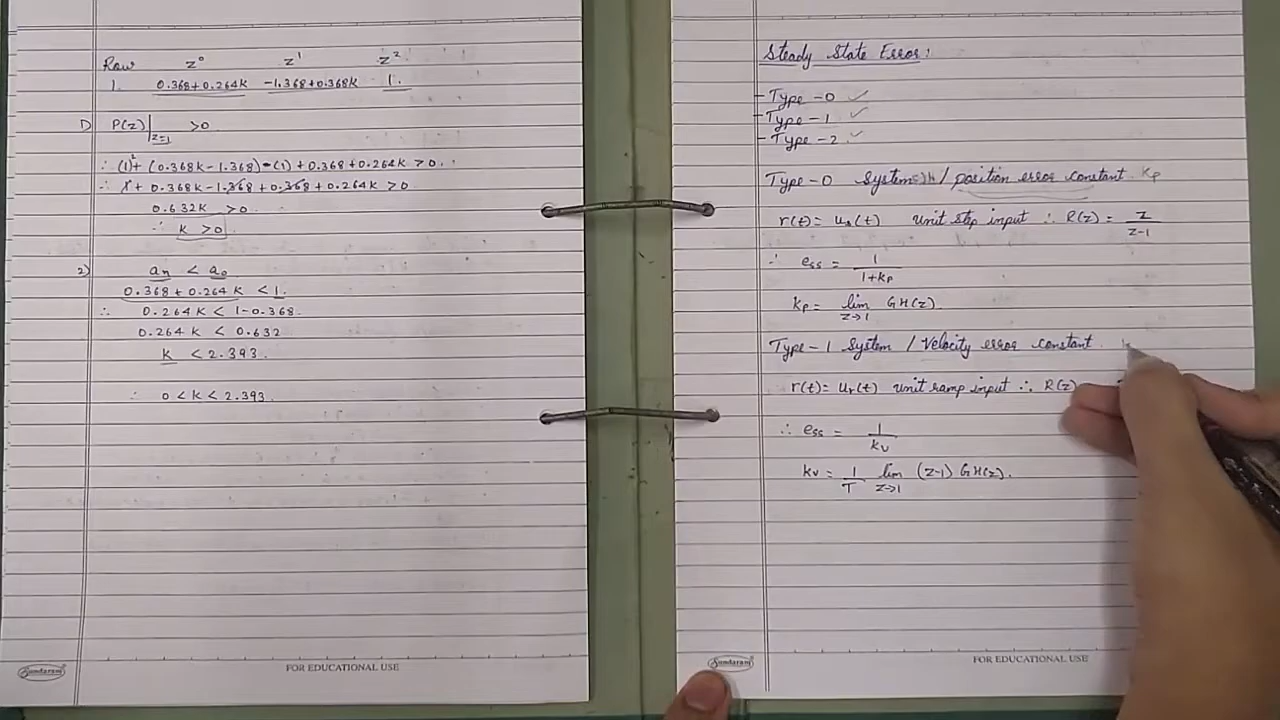 Row z⁰ z¹ z²
1. 0.368+0.264K -1.368+0.368K 1.
1) P(z)|z=1 >0
∴ (1)²+ (0.368K-1.368)(1)+0.368+0.264K >0.
∴ 1+0.368K-1.368+0.368+0.264K >0
0.632K >0
∴ K >0
2) an < a0
0.368+0.264K <1.
∴ 0.264K < 1-0.368.
0.264K < 0.632
K < 2.393.
∴ 0<K<2.393.
Sundaram
FOR EDUCATIONAL USE
Steady State Error:
Type-0 ✓
Type-1 ✓
Type-2 ✓
Type-0 System / position error constant Kp
r(t)= us(t) unit step input ∴ R(z) = z/z-1
∴ ess = 1/1+Kp
Kp = lim z→1 GH(z)
Type-1 System / Velocity error constant
r(t)= ur(t) unit ramp input ∴ R(z)
∴ ess = 1/Kv
Kv = 1/T lim z→1 (z-1) GH(z).
Sundaram
FOR EDUCATIONAL USE